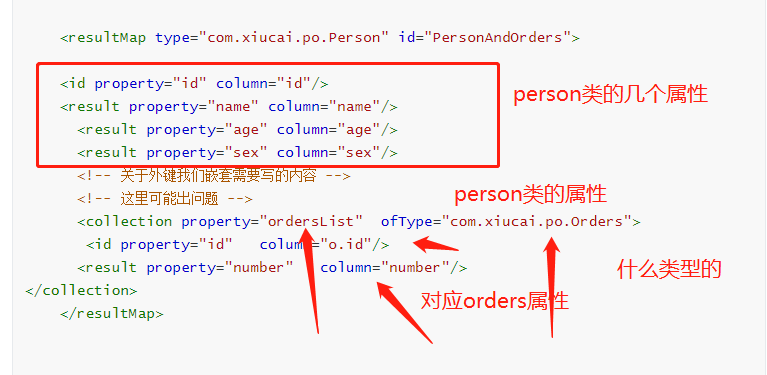 <resultMap type="com.xiucai.po.Person" id="PersonAndOrders">
<id property="id" column="id"/>
<result property="name" column="name"/>
person类的几个属性
<result property="age" column="age"/>
<result property="sex" column="sex"/>
<!-- 关于外键我们嵌套需要写的内容 -->
<!-- 这里可能出问题 -->
person类的属性
<collection property="ordersList" ofType="com.xiucai.po.Orders">
<id property="id" column="o.id"/>
<result property="number" column="number"/>
什么类型的
</collection>
对应orders属性
</resultMap>